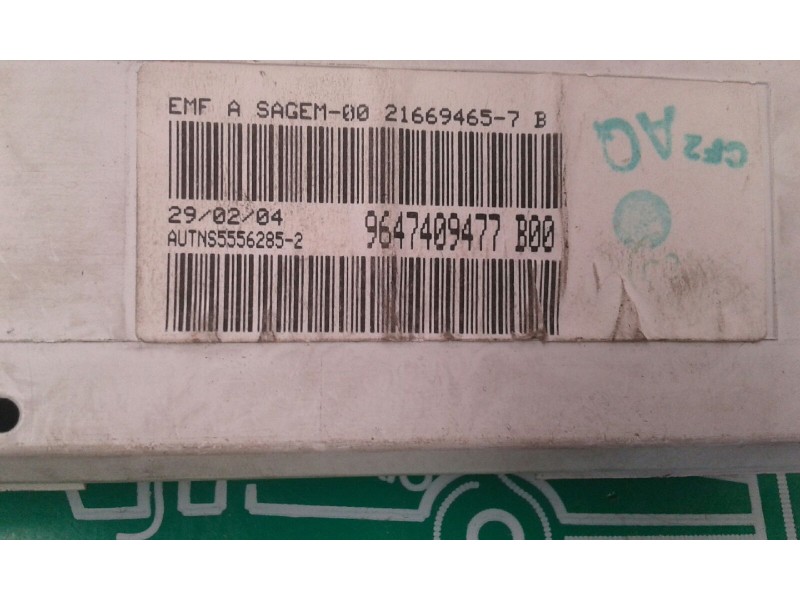 EMF A SAGEM-00 21669465-7 B
29/02/04
AUTNS5556285-2
9647409477 B00
CF2 AQ